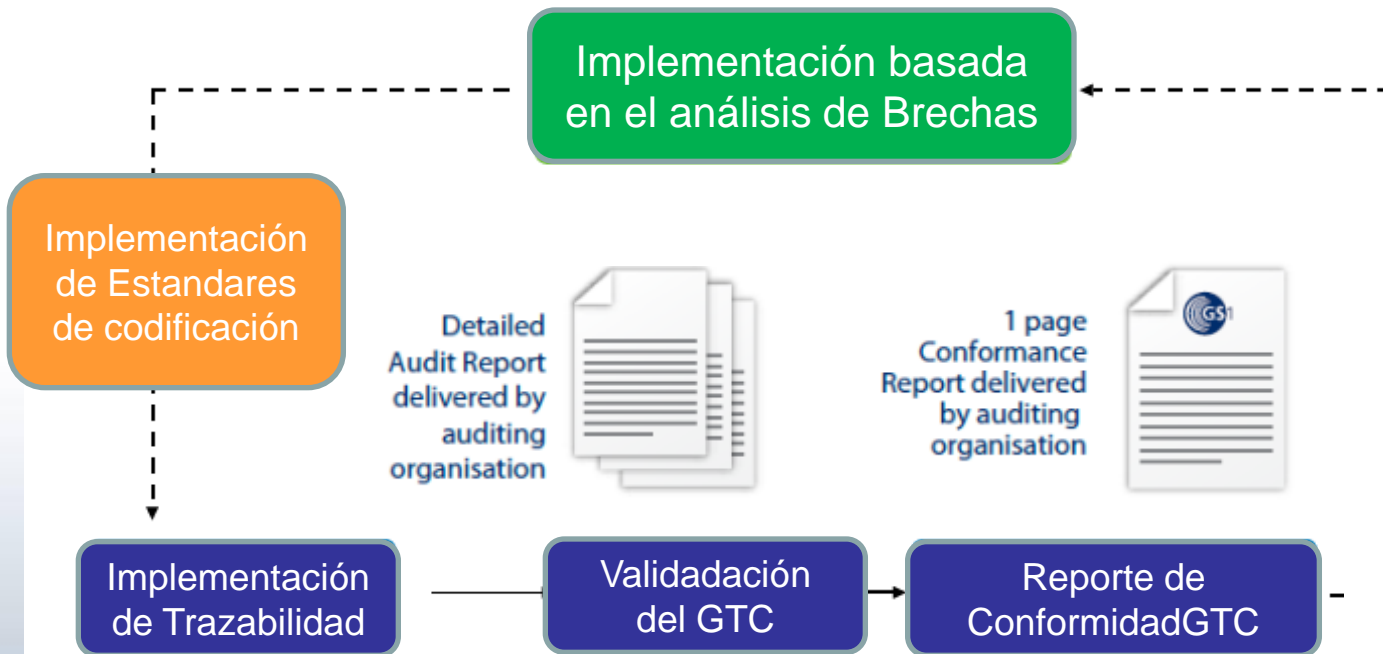 Implementación basada
en el análisis de Brechas
Implementación
de Estandares
de codificación
Detailed
Audit Report
delivered by
auditing
organisation
1 page
Conformance
Report delivered
by auditing
organisation
GS1
Implementación
de Trazabilidad
Validadación
del GTC
Reporte de
ConformidadGTC